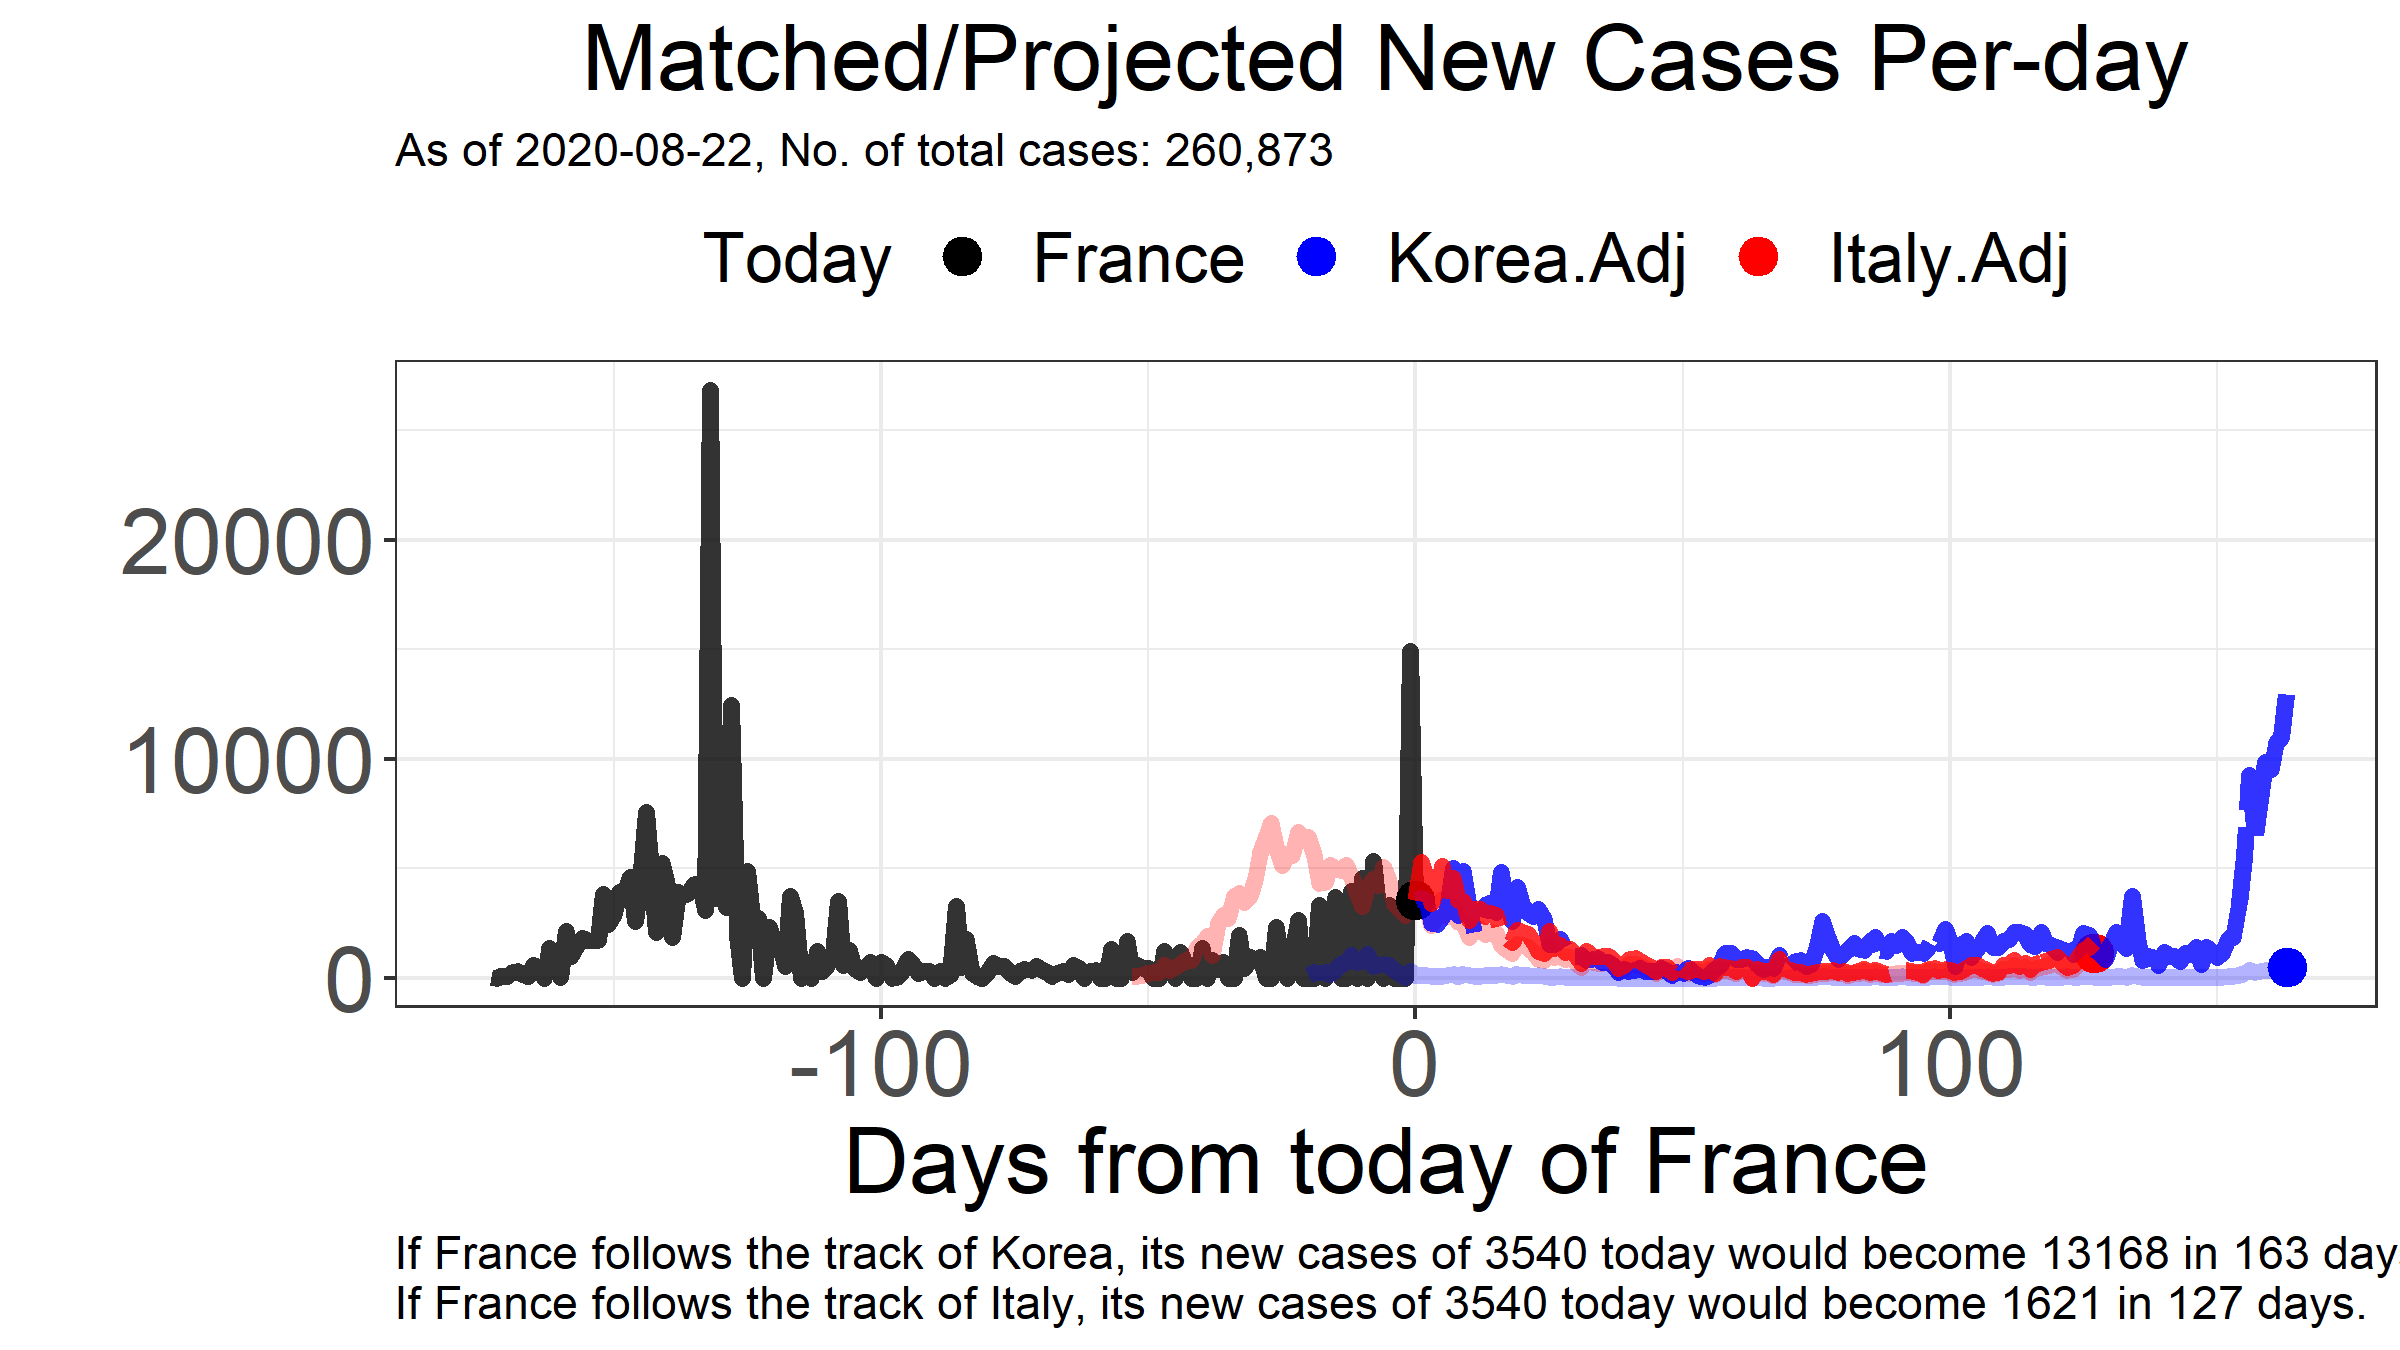 Matched/Projected New Cases Per-day
As of 2020-08-22, No. of total cases: 260,873
Today France Korea.Adj Italy.Adj
20000
10000
0
-100 0 100
Days from today of France
If France follows the track of Korea, its new cases of 3540 today would become 13168 in 163 day
If France follows the track of Italy, its new cases of 3540 today would become 1621 in 127 days.